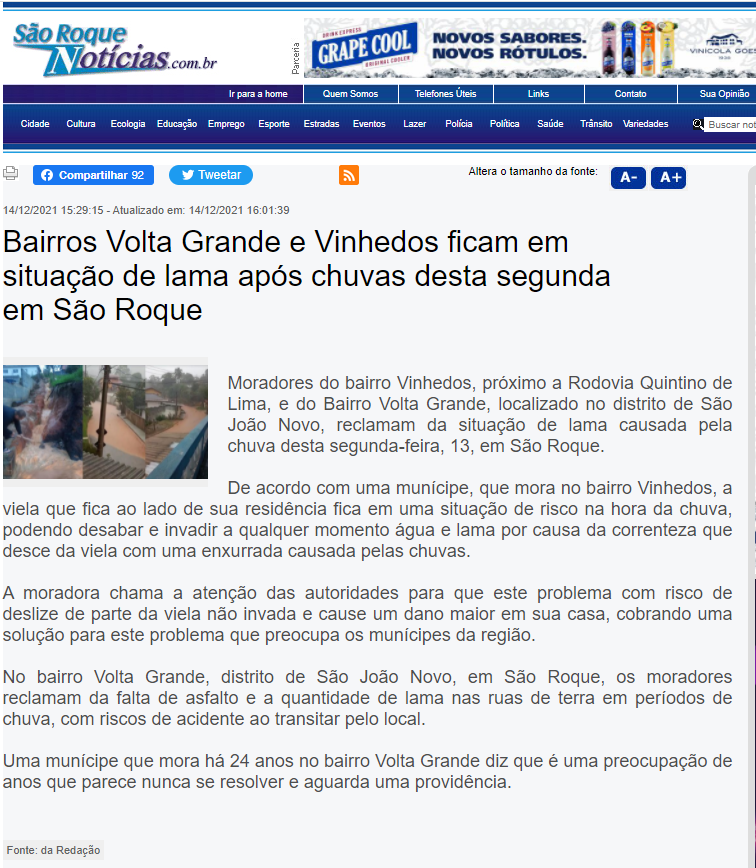 São Roque
Notícias.com.br
Parceria
DRINK EXPRESS
GRAPE COOL
ORIGINAL COOLER
NOVOS SABORES.
NOVOS RÓTULOS.
VINÍCOLA GOES
Ir para a home
Quem Somos
Telefones Úteis
Links
Contato
Sua Opinião
Cidade Cultura Ecologia Educação Emprego Esporte Estradas Eventos Lazer Polícia Política Saúde Trânsito Variedades
Buscar not
Compartilhar 92
Tweetar
Altera o tamanho da fonte:
A- A+
14/12/2021 15:29:15 - Atualizado em: 14/12/2021 16:01:39
Bairros Volta Grande e Vinhedos ficam em
situação de lama após chuvas desta segunda
em São Roque
Moradores do bairro Vinhedos, próximo a Rodovia Quintino de
Lima, e do Bairro Volta Grande, localizado no distrito de São
João Novo, reclamam da situação de lama causada pela
chuva desta segunda-feira, 13, em São Roque.
De acordo com uma munícipe, que mora no bairro Vinhedos, a
viela que fica ao lado de sua residência fica em uma situação de risco na hora da chuva,
podendo desabar e invadir a qualquer momento água e lama por causa da correnteza que
desce da viela com uma enxurrada causada pelas chuvas.
A moradora chama a atenção das autoridades para que este problema com risco de
deslize de parte da viela não invada e cause um dano maior em sua casa, cobrando uma
solução para este problema que preocupa os munícipes da região.
No bairro Volta Grande, distrito de São João Novo, em São Roque, os moradores
reclamam da falta de asfalto e a quantidade de lama nas ruas de terra em períodos de
chuva, com riscos de acidente ao transitar pelo local.
Uma munícipe que mora há 24 anos no bairro Volta Grande diz que é uma preocupação de
anos que parece nunca se resolver e aguarda uma providência.
Fonte: da Redação